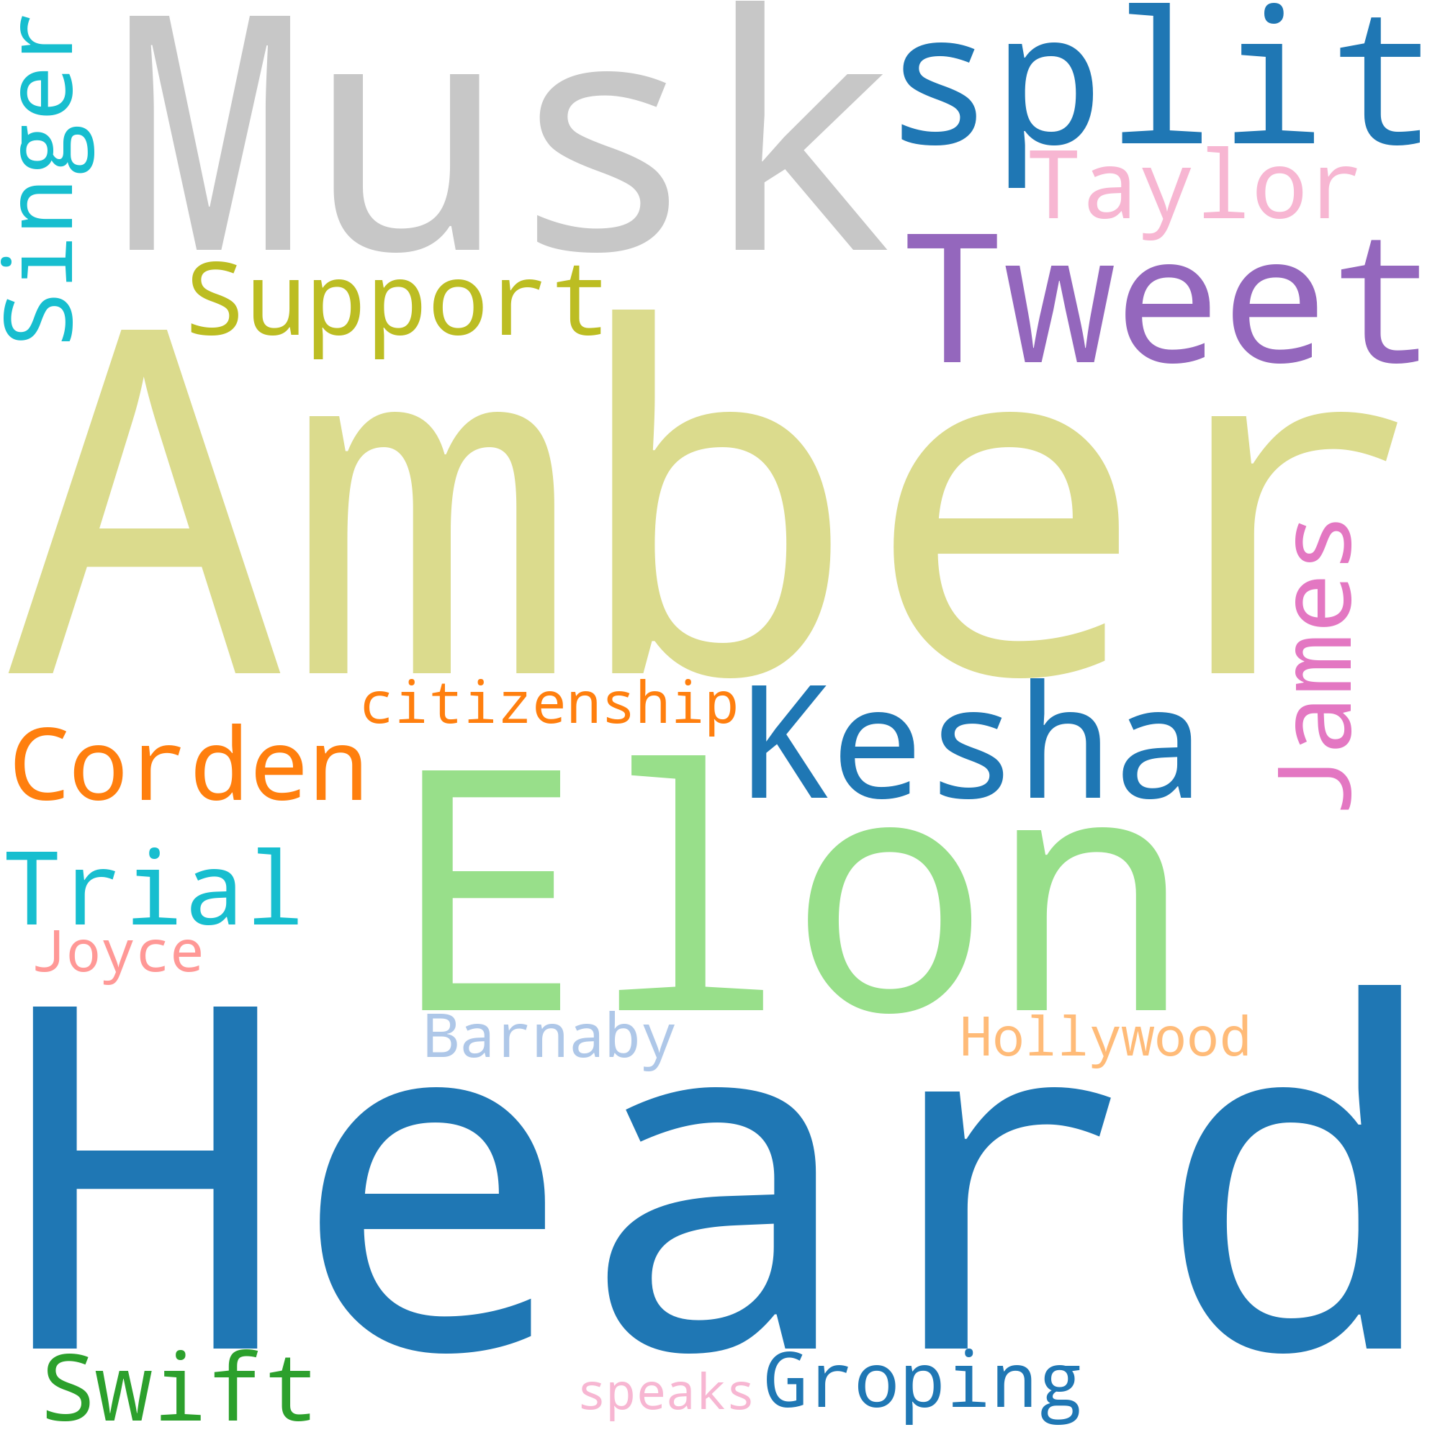 Singer
Musk
split
Taylor
Support
Tweet
Amber
James
citizenship
Kesha
Corden
Elon
Trial
Joyce
Barnaby
Hollywood
Heard
Swift
speaks
Groping